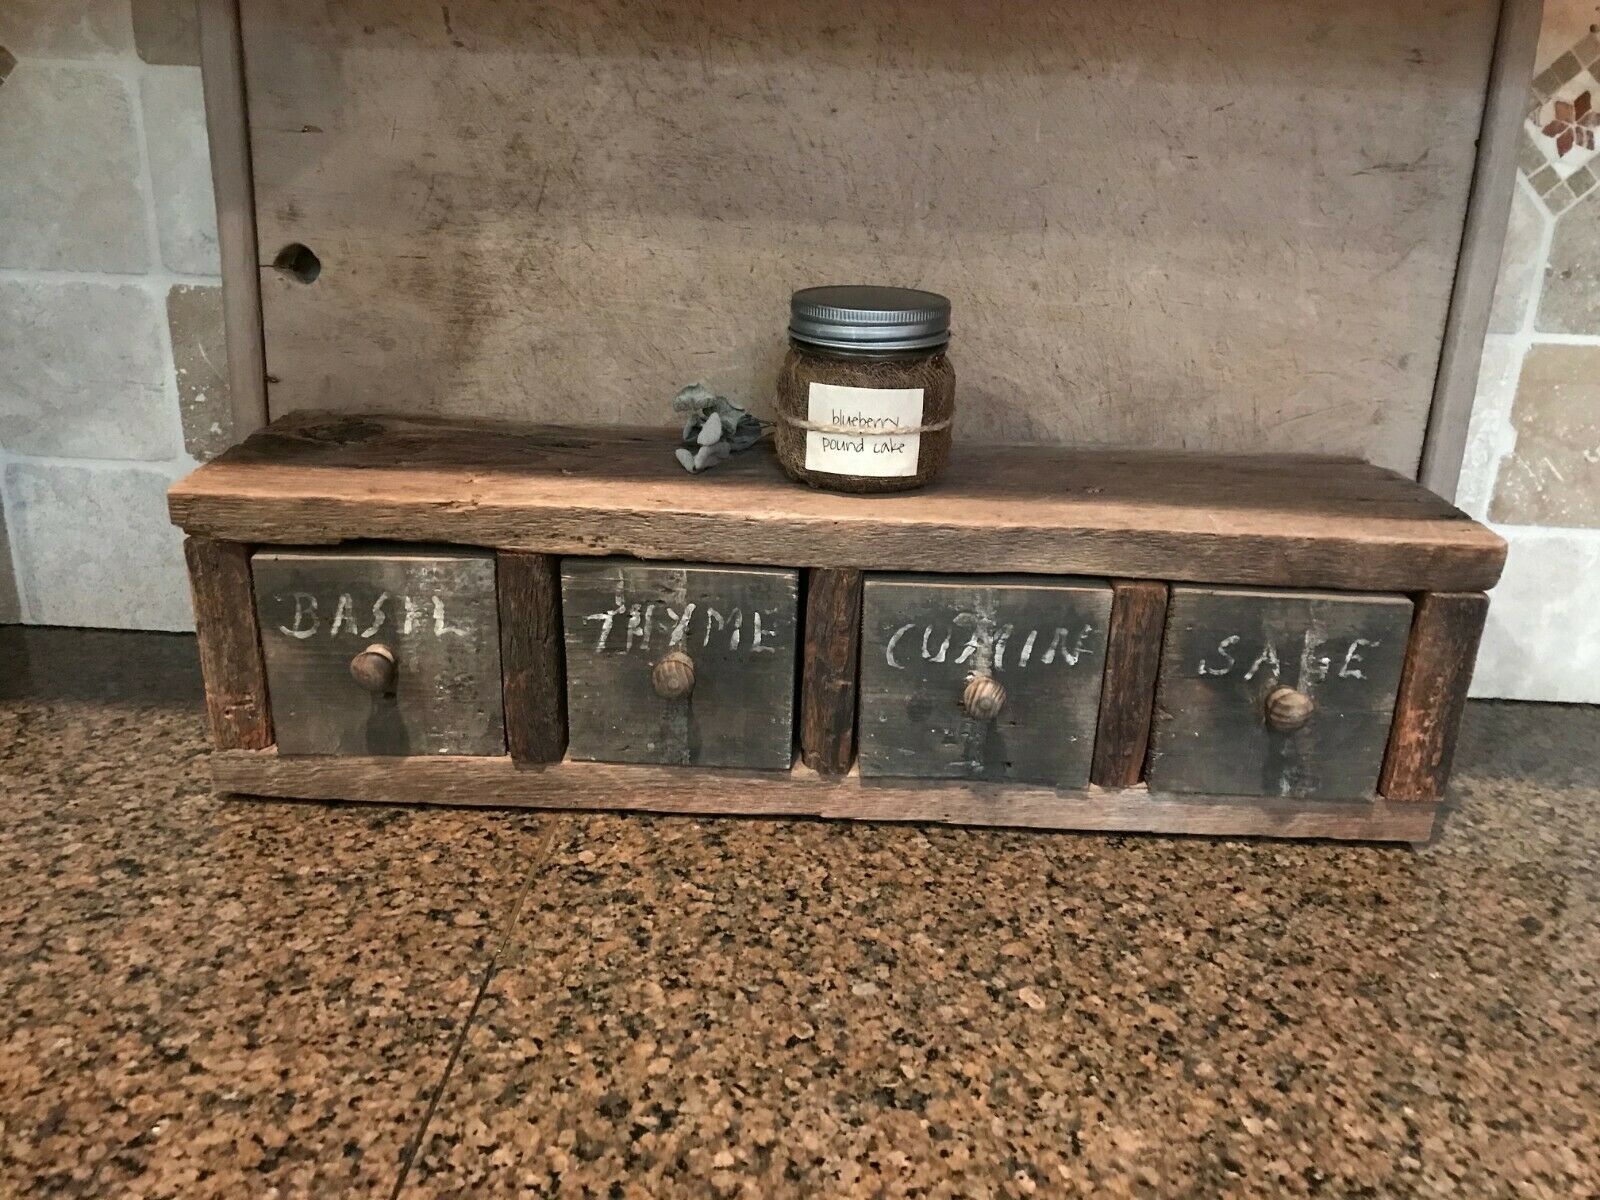 blueberry
pound cake
BASIL THYME CUMIN SAGE